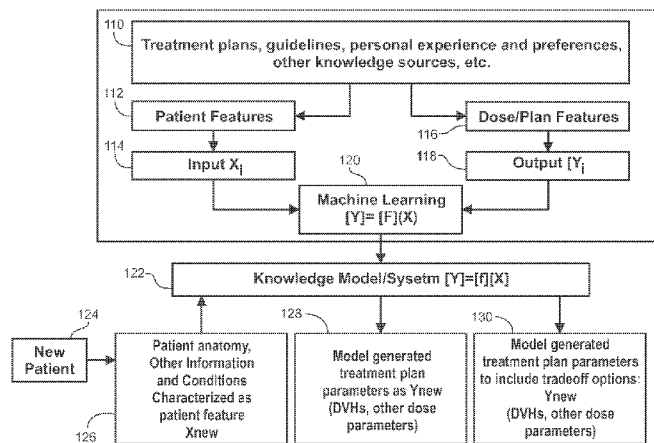 110
Treatment plans, guidelines, personal experience and preferences,
other knowledge sources, etc.
112
Patient Features
Dose/Plan Features
116
114
Input Xi
118
Output [Yi
120
Machine Learning
[Y]= [F](X)
122
Knowledge Model/Sysetm [Y]=[f][X]
124
New
Patient
126
Patient anatomy,
Other Information
and Conditions
Characterized as
patient feature
Xnew
128
Model generated
treatment plan
parameters as Ynew
(DVHs, other dose
parameters)
130
Model generated
treatment plan parameters
to include tradeoff options:
Ynew
(DVHs, other dose
parameters)